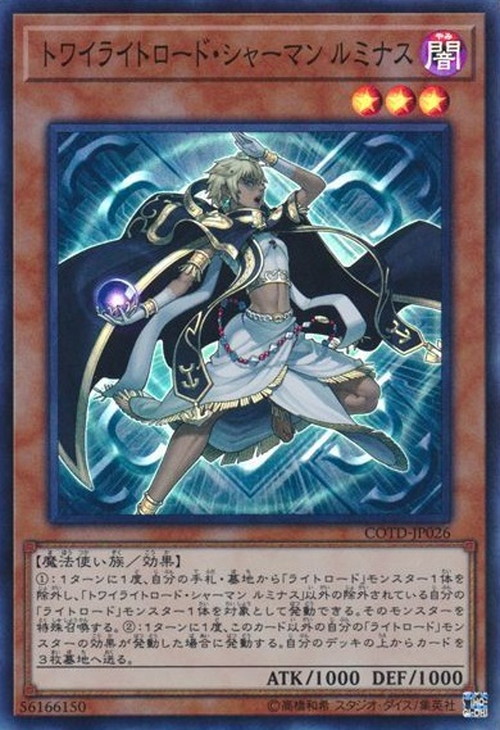 トワイライトロード・シャーマン ルミナス
闇
COTD-JP026
【魔法使い族／効果】
①：1ターンに1度、自分の手札・墓地から「ライトロード」モンスター1体を
除外し、「トワイライトロード・シャーマン ルミナス」以外の除外されている自分の
「ライトロード」モンスター1体を対象として発動できる。そのモンスターを
特殊召喚する。②：1ターンに1度、このカード以外の自分の「ライトロード」モン
スターの効果が発動した場合に発動する。自分のデッキの上からカードを
3枚墓地へ送る。
ATK/1000 DEF/1000
56166150
©高橋和希 スタジオ・ダイス/集英社